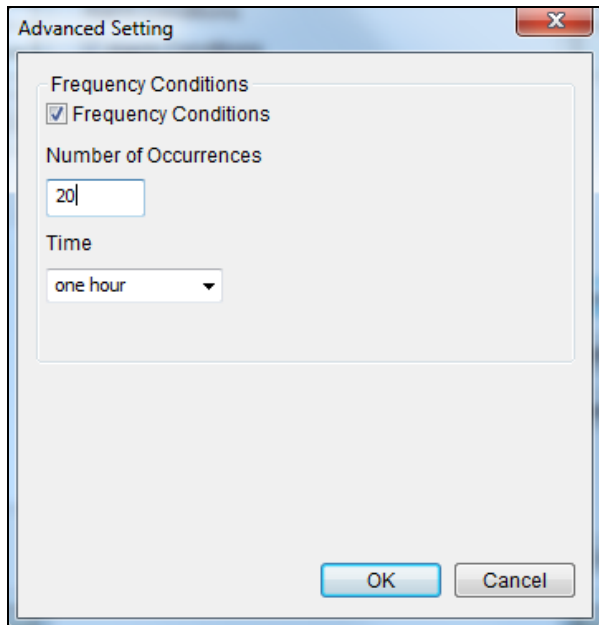 Advanced Setting
Frequency Conditions
Frequency Conditions
Number of Occurrences
20
Time
one hour
OK
Cancel